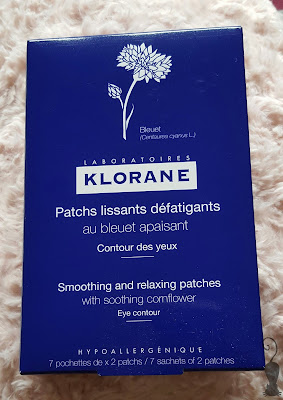 Bleuet
(Centaurea cyanus L.)
LABORATOIRES
KLORANE
Patchs lissants défatigants
au bleuet apaisant
Contour des yeux
Smoothing and relaxing patches
with soothing cornflower
Eye contour
HYPOALLERGÉNIQUE
7 pochettes de x 2 patchs / 7 sachets of 2 patches